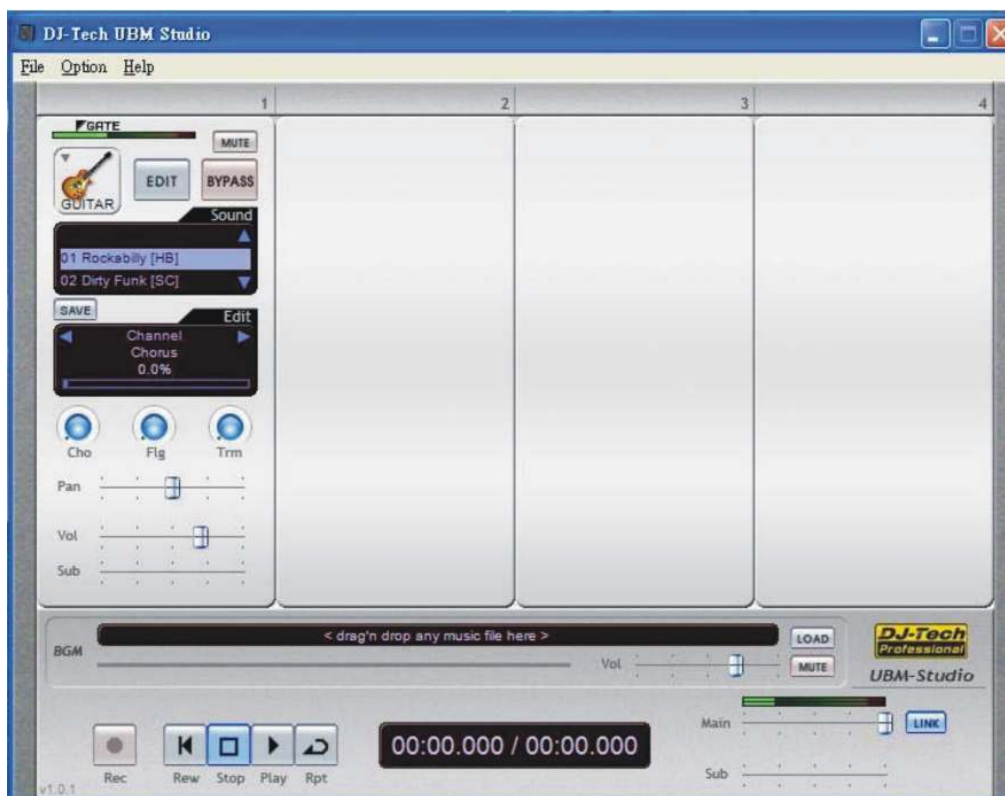 DJ-Tech UBM Studio
File Option Help
1 2 3 4
GATE
MUTE
GUITAR
EDIT BYPASS
Sound
01 Rockabilly [HB]
02 Dirty Funk [SC]
SAVE
Edit
Channel
Chorus
0.0%
Cho Flg Trm
Pan
Vol
Sub
BGM
< drag'n drop any music file here >
LOAD
Vol
MUTE
DJ-Tech
Professional
UBM-Studio
Main
LINK
00:00.000 / 00:00.000
Rec Rew Stop Play Rpt
Sub
v1.0.1